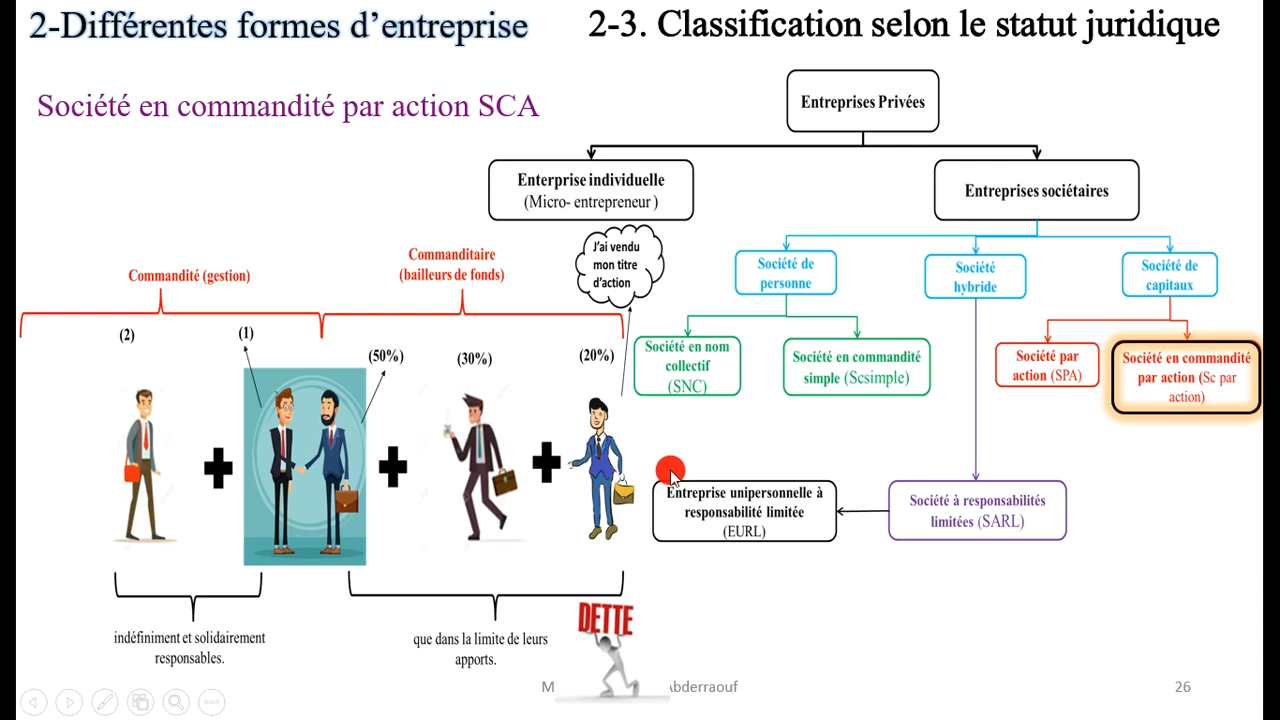 2-Différentes formes d’entreprise
2-3. Classification selon le statut juridique
Société en commandité par action SCA
Entreprises Privées
Enterprise individuelle
(Micro- entrepreneur )
Entreprises sociétaires
J’ai vendu
mon titre
d’action
Commanditaire
(bailleurs de fonds)
Commandité (gestion)
Société de
personne
Société
hybride
Société de
capitaux
(2)
(1)
(50%)
(30%)
(20%)
Société en nom
collectif
(SNC)
Société en commandité
simple (Scsimple)
Société par
action (SPA)
Société en commandité
par action (Sc par
action)
Entreprise unipersonnelle à
responsabilité limitée
(EURL)
Société à responsabilités
limitées (SARL)
indéfiniment et solidairement
responsables.
que dans la limite de leurs
apports.
DETTE
26